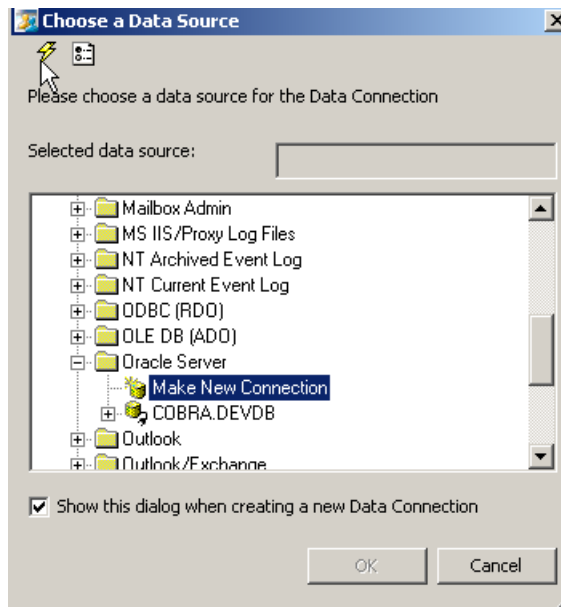 Choose a Data Source
Please choose a data source for the Data Connection
Selected data source:
Mailbox Admin
MS IIS/Proxy Log Files
NT Archived Event Log
NT Current Event Log
ODBC (RDO)
OLE DB (ADO)
Oracle Server
Make New Connection
COBRA.DEVDB
Outlook
Outlook/Exchange
Show this dialog when creating a new Data Connection
OK
Cancel